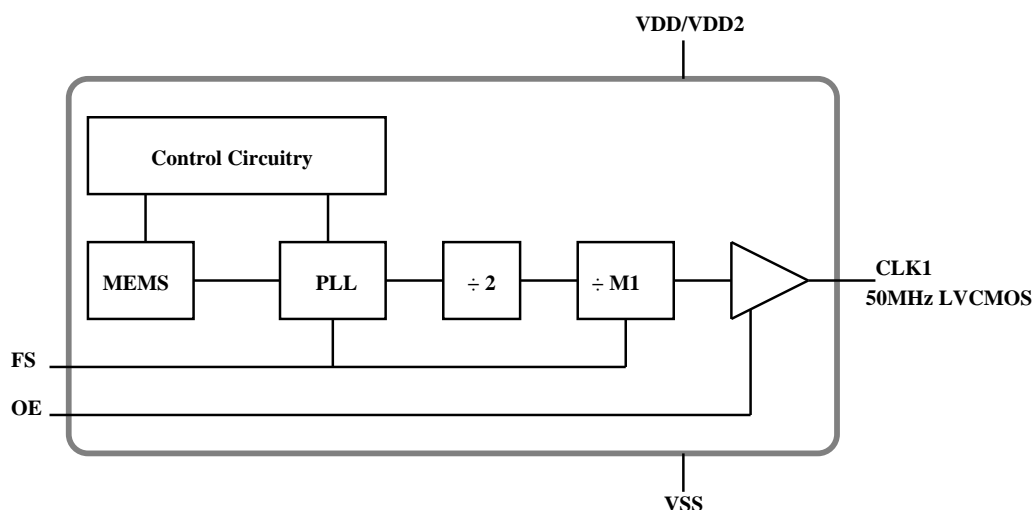 VDD/VDD2
Control Circuitry
MEMS
PLL
÷ 2
÷ M1
CLK1
50MHz LVCMOS
FS
OE
VSS